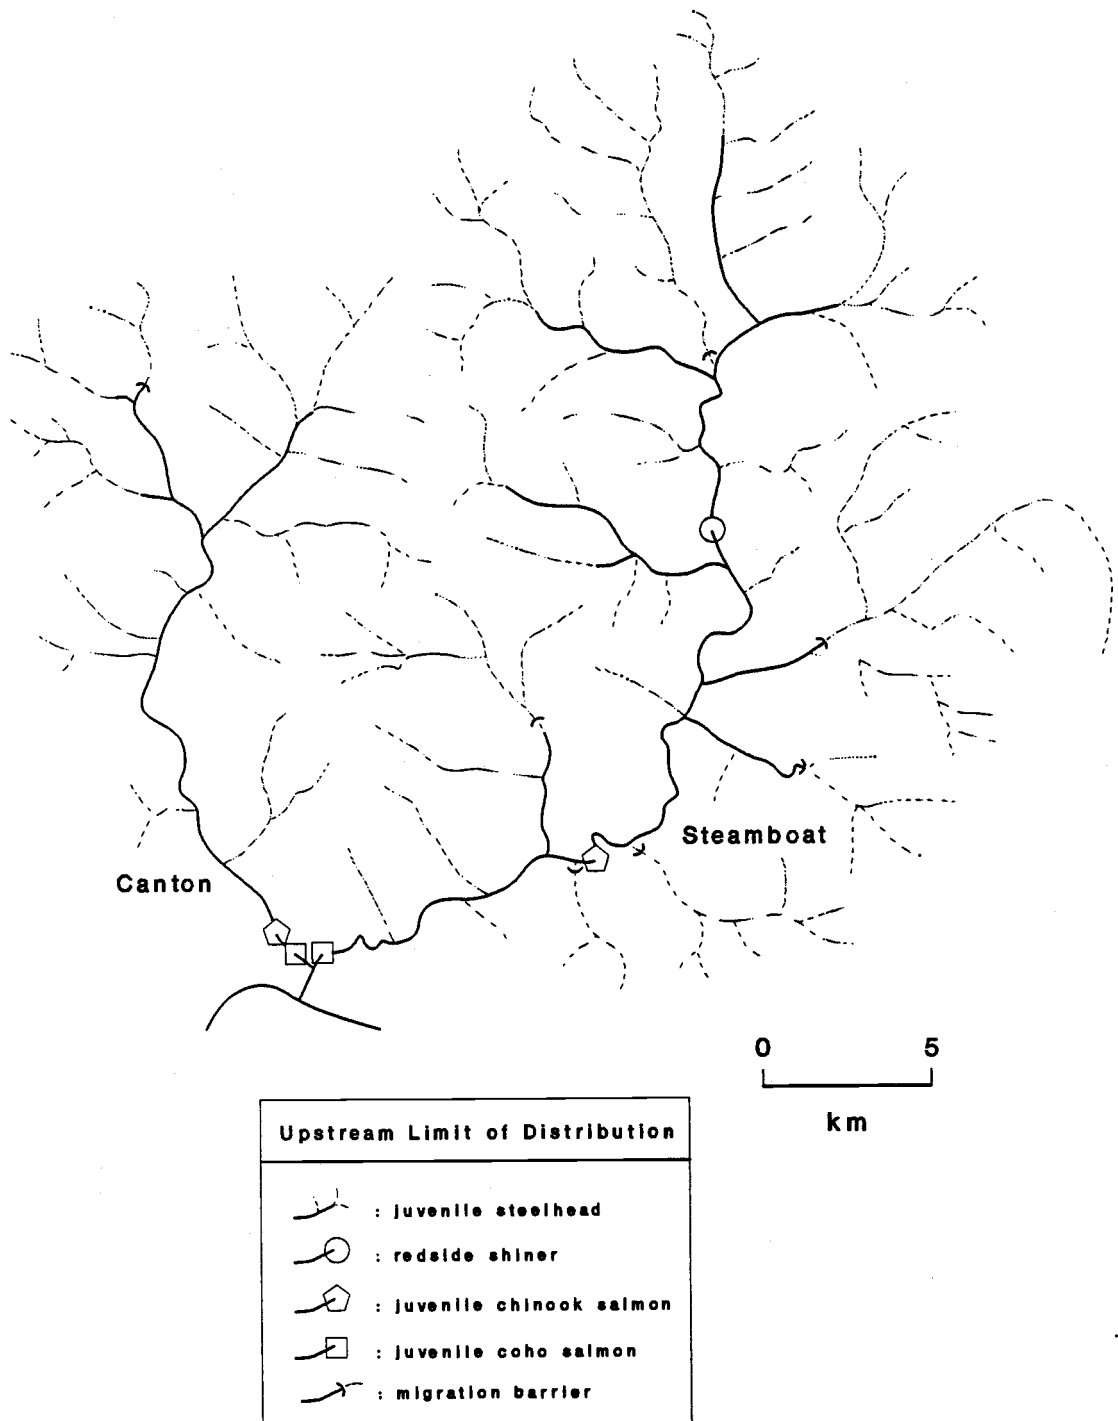 Steamboat
Canton
0 5
km
Upstream Limit of Distribution
: juvenile steelhead
: redside shiner
: juvenile chinook salmon
: juvenile coho salmon
: migration barrier